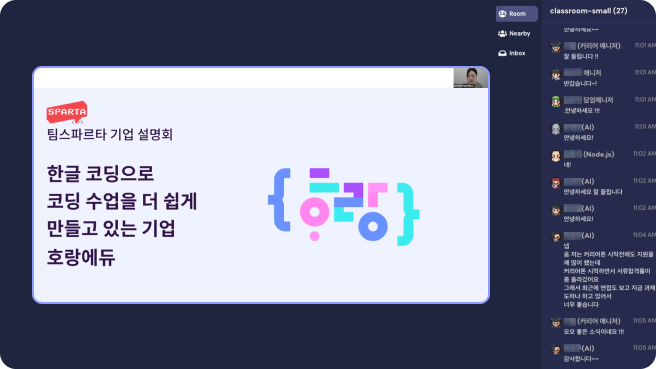 SPARTA
팀스파르타 기업 설명회
한글 코딩으로
코딩 수업을 더 쉽게
만들고 있는 기업
호랑에듀
{호랑}
Room
Nearby
Inbox
classroom-small (27)
안녕하세요~~
(커리어 매니저) 11:01 AM
잘 들립니다 !!
매니저 11:01 AM
반갑습니다~!
담임매니저 11:01 AM
안녕하세요 !!!
(AI) 11:01 AM
안녕하세요!
(Node.js) 11:02 AM
네!
(AI) 11:02 AM
안녕하세요 잘 들립니다
(AI) 11:02 AM
안녕하세요!
(AI) 11:04 AM
넵
음 저는 커리어톤 시작전에도 지원을
꽤 많이 했는데
커리어톤 시작하면서 서류합격률이
좀 올라갔어요
그래서 최근에 면접도 보고 지금 과제
도하나 하고 있어서
너무 좋습니다
(커리어 매니저) 11:05 AM
오오 좋은 소식이네요 !!!
(AI) 11:05 AM
감사합니다~~